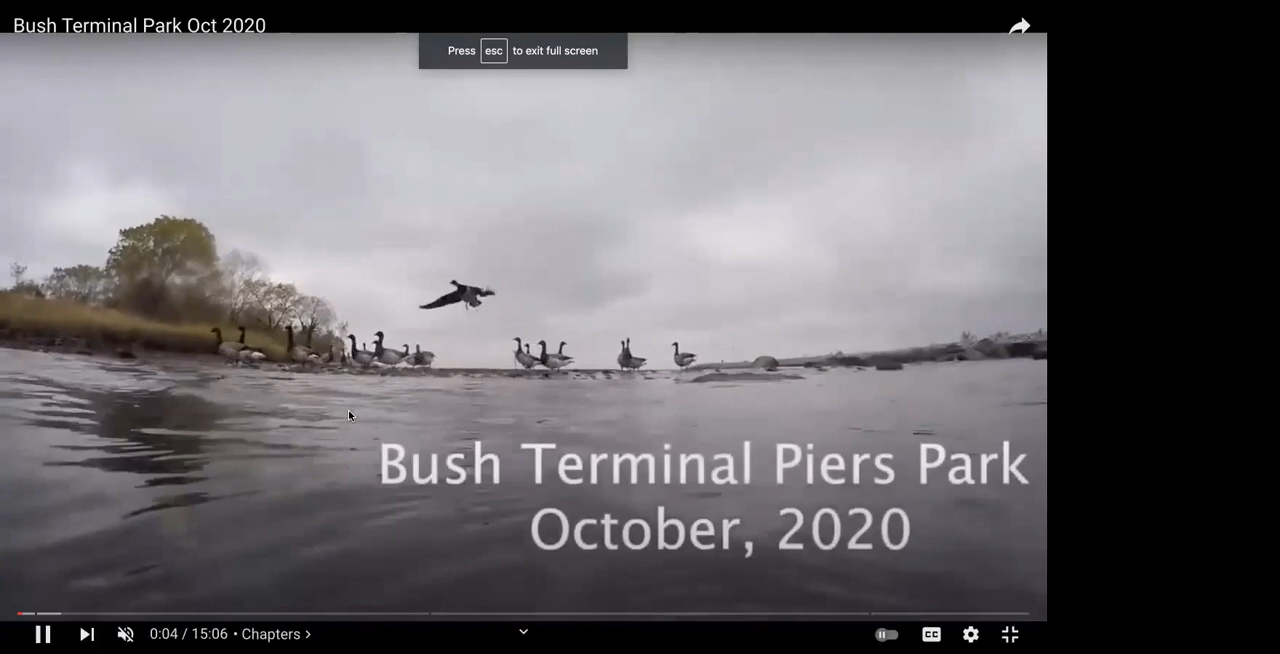 Bush Terminal Park Oct 2020
Press esc to exit full screen
Bush Terminal Piers Park
October, 2020
0:04 / 15:06 • Chapters >
CC